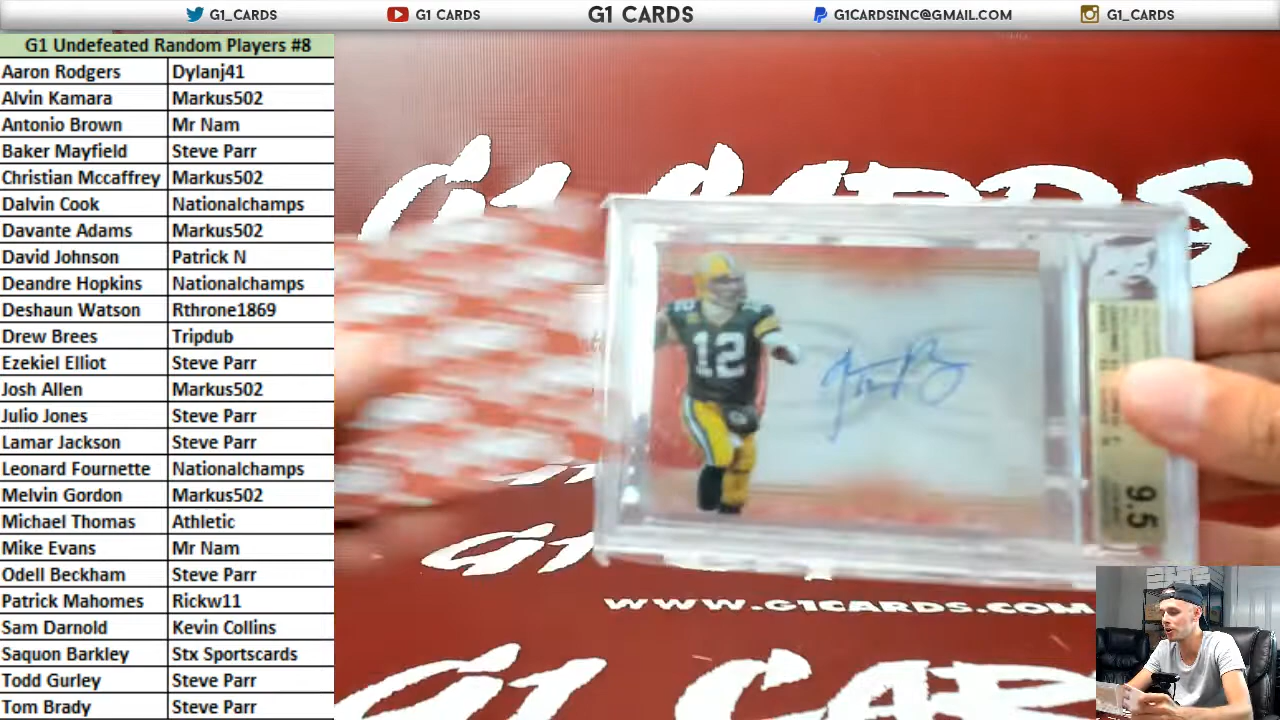 G1_CARDS G1 CARDS G1 CARDS G1CARDSINC@GMAIL.COM G1_CARDS
G1 Undefeated Random Players #8
Aaron Rodgers Dylanj41
Alvin Kamara Markus502
Antonio Brown Mr Nam
Baker Mayfield Steve Parr
Christian Mccaffrey Markus502
Dalvin Cook Nationalchamps
Davante Adams Markus502
David Johnson Patrick N
Deandre Hopkins Nationalchamps
Deshaun Watson Rthrone1869
Drew Brees Tripdub
Ezekiel Elliot Steve Parr
Josh Allen Markus502
Julio Jones Steve Parr
Lamar Jackson Steve Parr
Leonard Fournette Nationalchamps
Melvin Gordon Markus502
Michael Thomas Athletic
Mike Evans Mr Nam
Odell Beckham Steve Parr
Patrick Mahomes Rickw11
Sam Darnold Kevin Collins
Saquon Barkley Stx Sportscards
Todd Gurley Steve Parr
Tom Brady Steve Parr
G1 CARDS
12
9.5
G1
WWW.G1CARDS.COM
G1 CAR